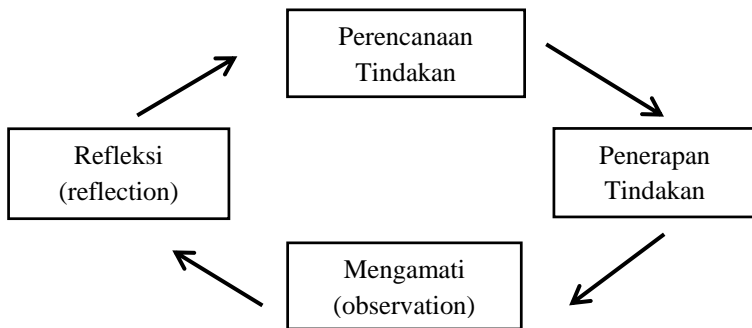 Perencanaan
Tindakan
Refleksi
(reflection)
Penerapan
Tindakan
Mengamati
(observation)